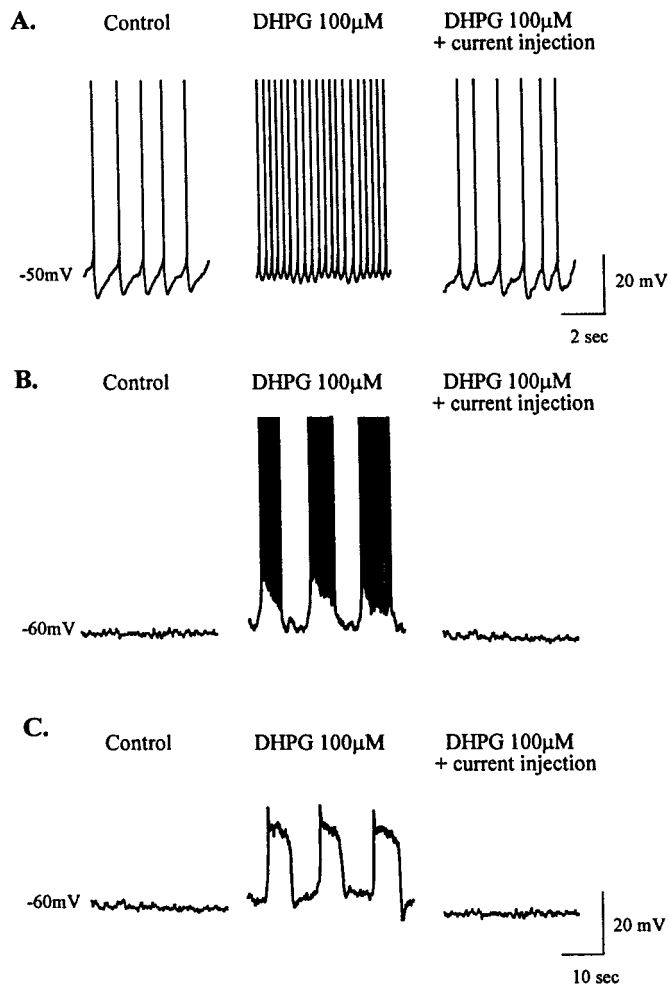 A.
Control
DHPG 100µM
DHPG 100µM
+ current injection
-50mV
20 mV
2 sec
B.
Control
DHPG 100µM
DHPG 100µM
+ current injection
-60mV
C.
Control
DHPG 100µM
DHPG 100µM
+ current injection
-60mV
20 mV
10 sec